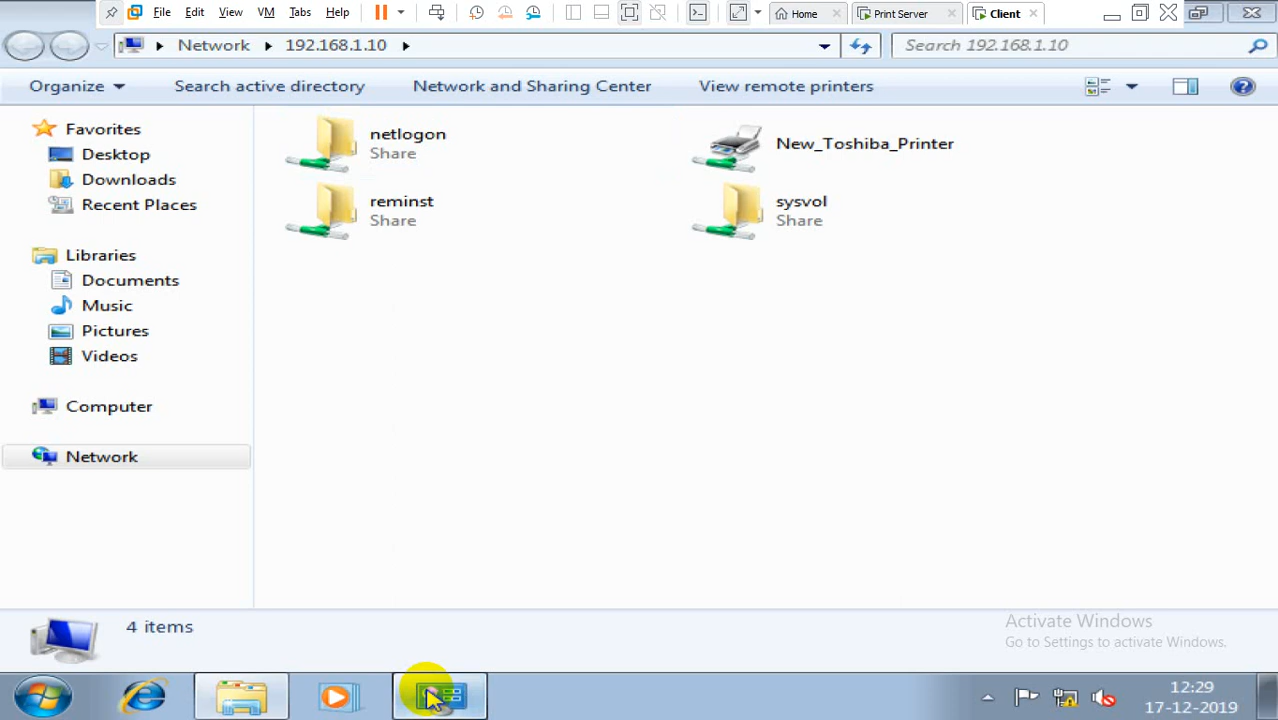 File Edit View VM Tabs Help Home Print Server Client
Network 192.168.1.10 Search 192.168.1.10
Organize Search active directory Network and Sharing Center View remote printers
Favorites
Desktop
Downloads
Recent Places
Libraries
Documents
Music
Pictures
Videos
Computer
Network
netlogon
Share
New_Toshiba_Printer
reminst
Share
sysvol
Share
4 items
Activate Windows
Go to Settings to activate Windows.
12:29
17-12-2019